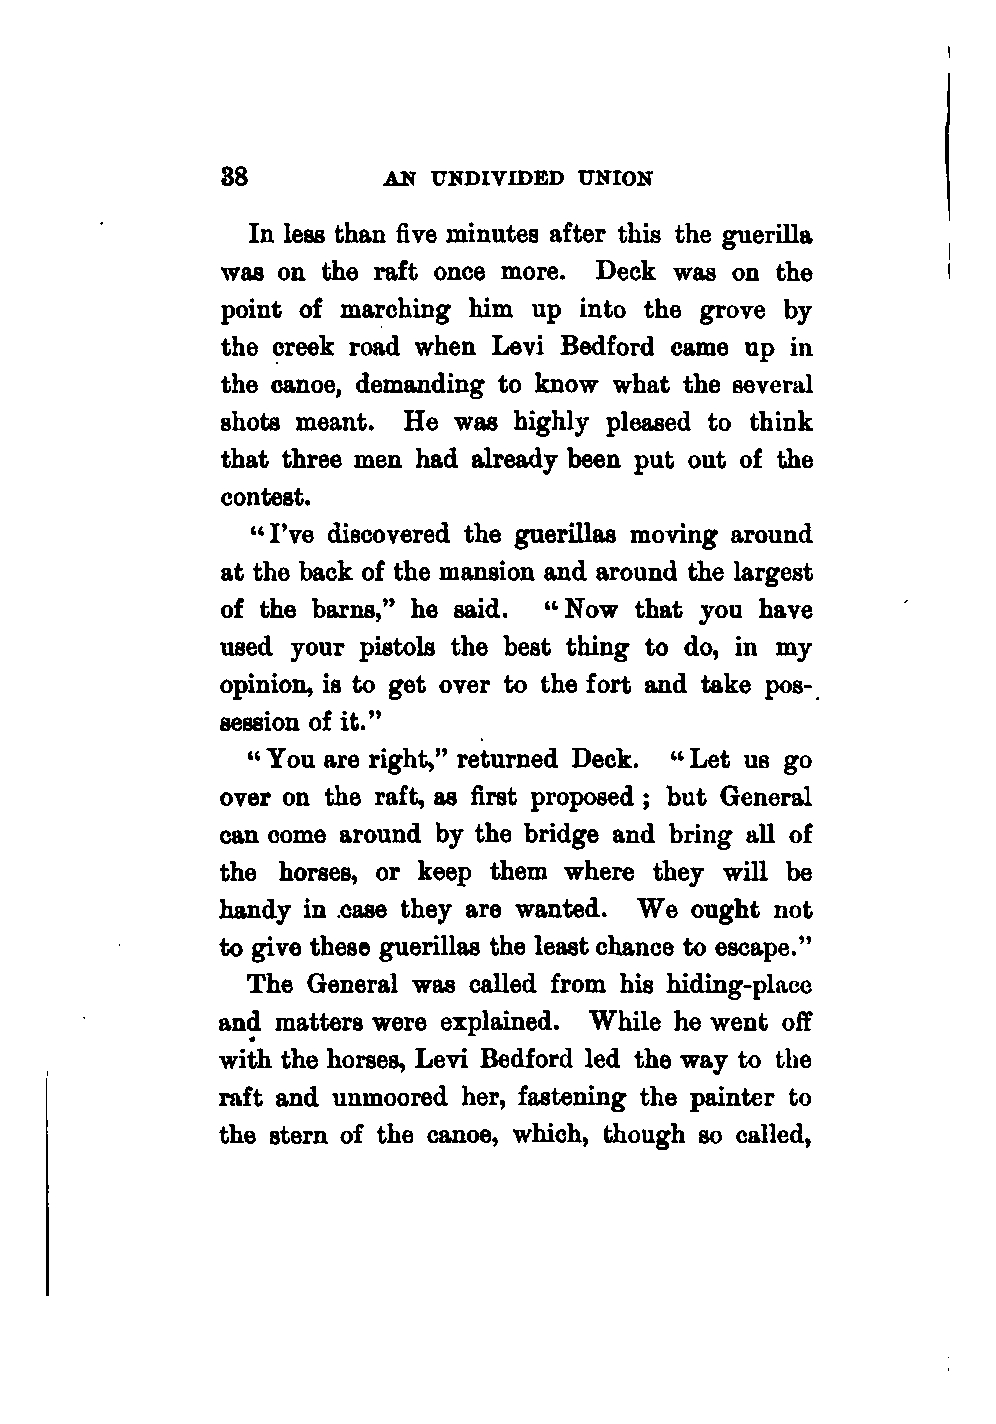 38 AN UNDIVIDED UNION
In less than five minutes after this the guerilla
was on the raft once more. Deck was on the
point of marching him up into the grove by
the creek road when Levi Bedford came up in
the canoe, demanding to know what the several
shots meant. He was highly pleased to think
that three men had already been put out of the
contest.
“I’ve discovered the guerillas moving around
at the back of the mansion and around the largest
of the barns,” he said. “Now that you have
used your pistols the best thing to do, in my
opinion, is to get over to the fort and take pos-
session of it.”
“You are right,” returned Deck. “Let us go
over on the raft, as first proposed; but General
can come around by the bridge and bring all of
the horses, or keep them where they will be
handy in case they are wanted. We ought not
to give these guerillas the least chance to escape.”
The General was called from his hiding-place
and matters were explained. While he went off
with the horses, Levi Bedford led the way to the
raft and unmoored her, fastening the painter to
the stern of the canoe, which, though so called,